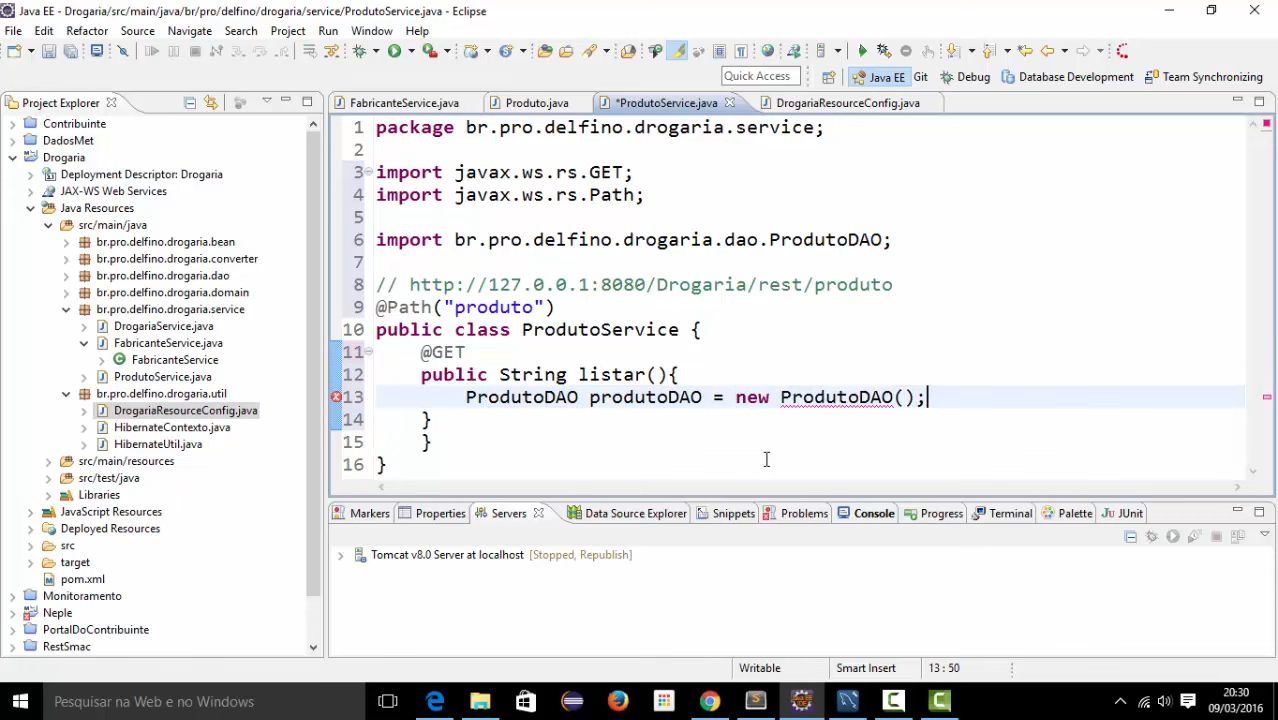 Java EE - Drogaria/src/main/java/br/pro/delfino/drogaria/service/ProdutoService.java - Eclipse
File Edit Refactor Source Navigate Search Project Run Window Help
Quick Access
Java EE
Git
Debug
Database Development
Team Synchronizing
Project Explorer
FabricanteService.java
Produto.java
*ProdutoService.java
DrogariaResourceConfig.java
Contribuinte
DadosMet
Drogaria
Deployment Descriptor: Drogaria
JAX-WS Web Services
Java Resources
src/main/java
br.pro.delfino.drogaria.bean
br.pro.delfino.drogaria.converter
br.pro.delfino.drogaria.dao
br.pro.delfino.drogaria.domain
br.pro.delfino.drogaria.service
DrogariaService.java
FabricanteService.java
FabricanteService
ProdutoService.java
br.pro.delfino.drogaria.util
DrogariaResourceConfig.java
HibernateContexto.java
HibernateUtil.java
src/main/resources
src/test/java
Libraries
JavaScript Resources
Deployed Resources
src
target
pom.xml
Monitoramento
Neple
PortalDoContribuinte
RestSmac
1 package br.pro.delfino.drogaria.service;
2
3 import javax.ws.rs.GET;
4 import javax.ws.rs.Path;
5
6 import br.pro.delfino.drogaria.dao.ProdutoDAO;
7
8 // http://127.0.0.1:8080/Drogaria/rest/produto
9 @Path("produto")
10 public class ProdutoService {
11 @GET
12 public String listar(){
13 ProdutoDAO produtoDAO = new ProdutoDAO();
14 }
15 }
16 }
Markers
Properties
Servers
Data Source Explorer
Snippets
Problems
Console
Progress
Terminal
Palette
JUnit
Tomcat v8.0 Server at localhost [Stopped, Republish]
Writable
Smart Insert
13 : 50
Pesquisar na Web e no Windows
20:30
09/03/2016